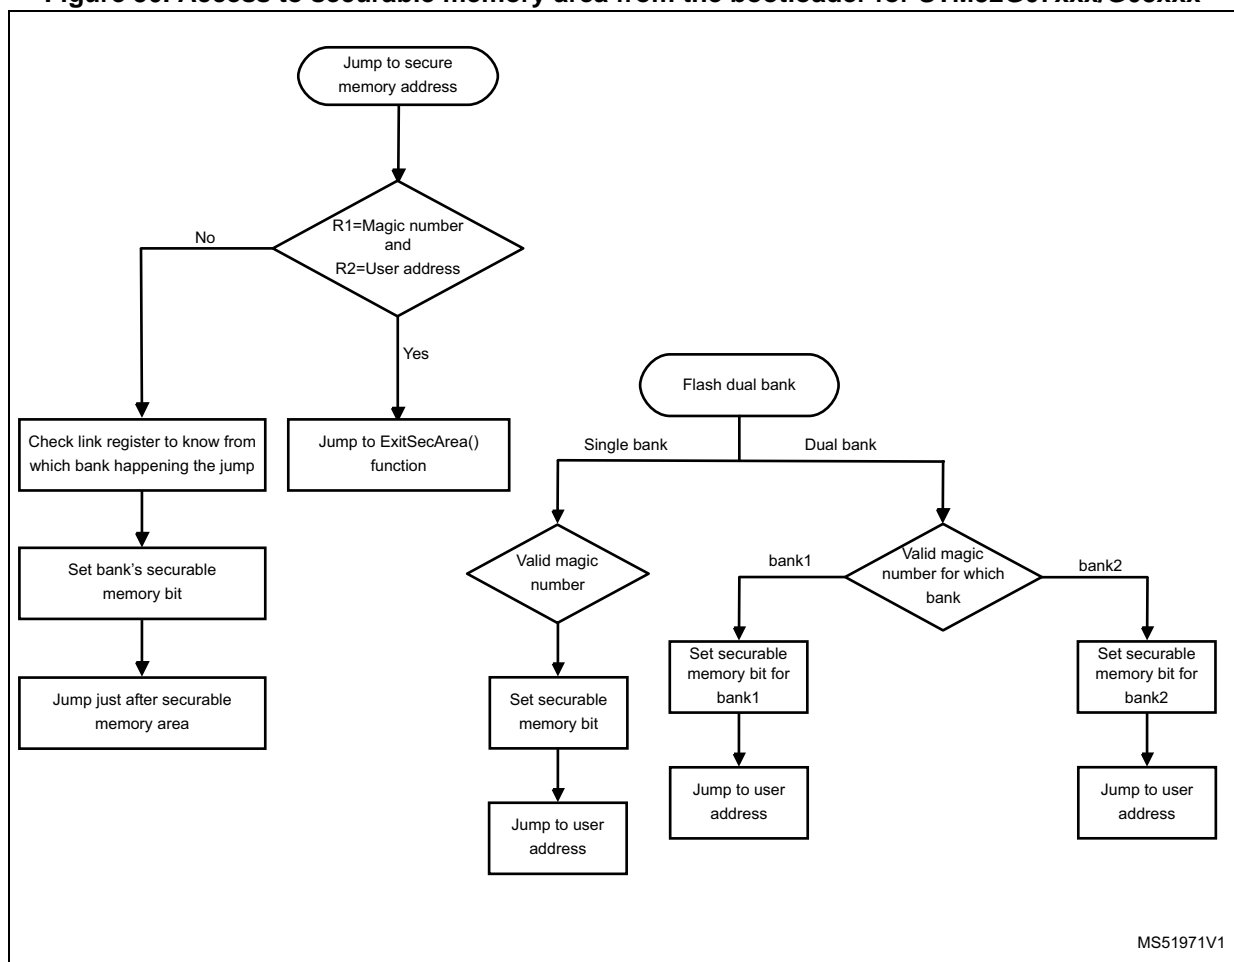 Jump to secure
memory address
R1=Magic number
and
R2=User address
No
Yes
Check link register to know from
which bank happening the jump
Jump to ExitSecArea()
function
Set bank's securable
memory bit
Jump just after securable
memory area
Flash dual bank
Single bank
Dual bank
Valid magic
number
Valid magic
number for which
bank
bank1
bank2
Set securable
memory bit
Set securable
memory bit for
bank1
Set securable
memory bit for
bank2
Jump to user
address
Jump to user
address
Jump to user
address
MS51971V1